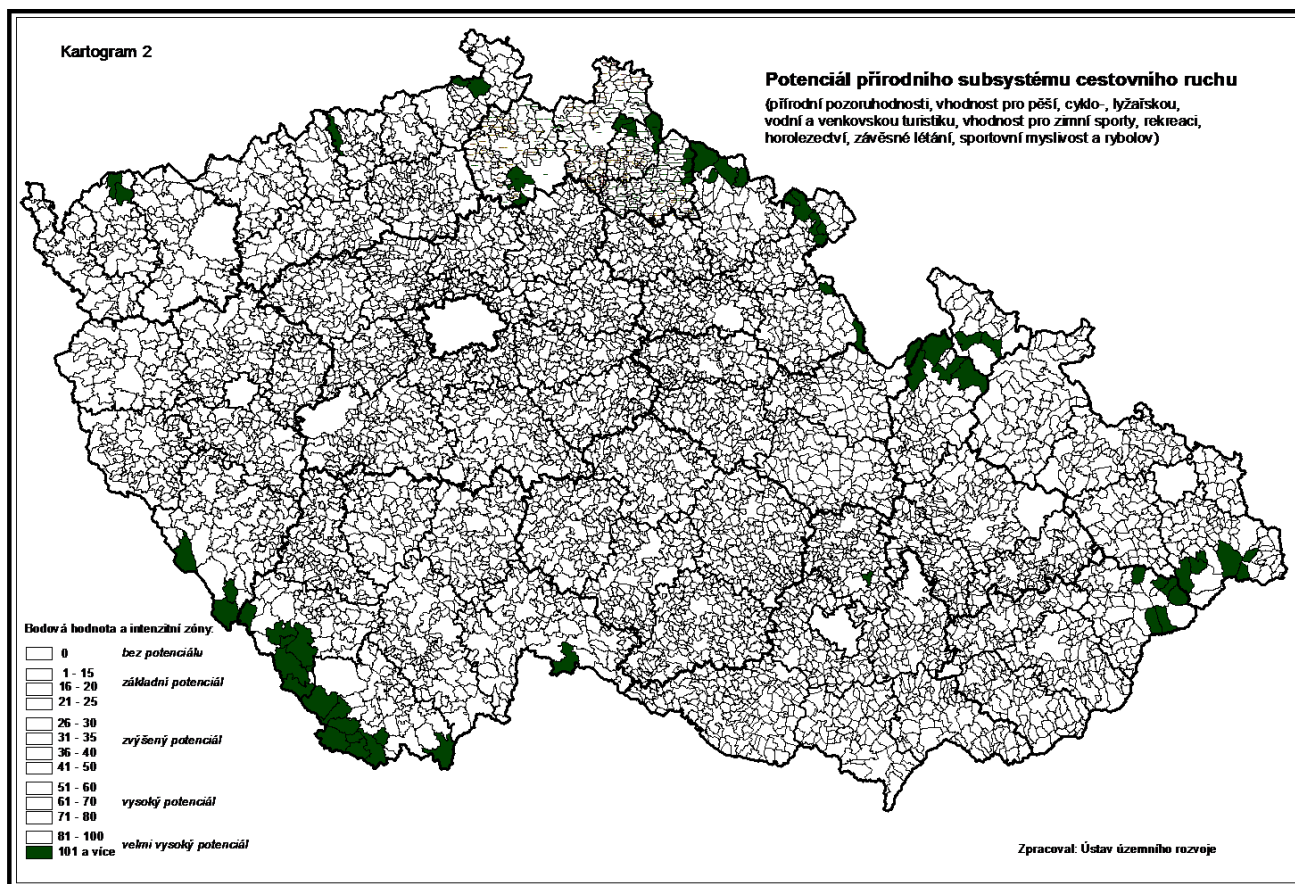 Kartogram 2
Potenciál přírodního subsystému cestovního ruchu
(přírodní pozoruhodnosti, vhodnost pro pěší, cyklo-, lyžařskou,
vodní a venkovskou turistiku, vhodnost pro zimní sporty, rekreaci,
horolezectví, závěsné létání, sportovní myslivost a rybolov)
Bodová hodnota a intenzitní zóny:
0 bez potenciálu
1 - 15
16 - 20 základní potenciál
21 - 25
26 - 30
31 - 35 zvýšený potenciál
36 - 40
41 - 50
51 - 60
61 - 70 vysoký potenciál
71 - 80
81 - 100
101 a více velmi vysoký potenciál
Zpracoval: Ústav územního rozvoje